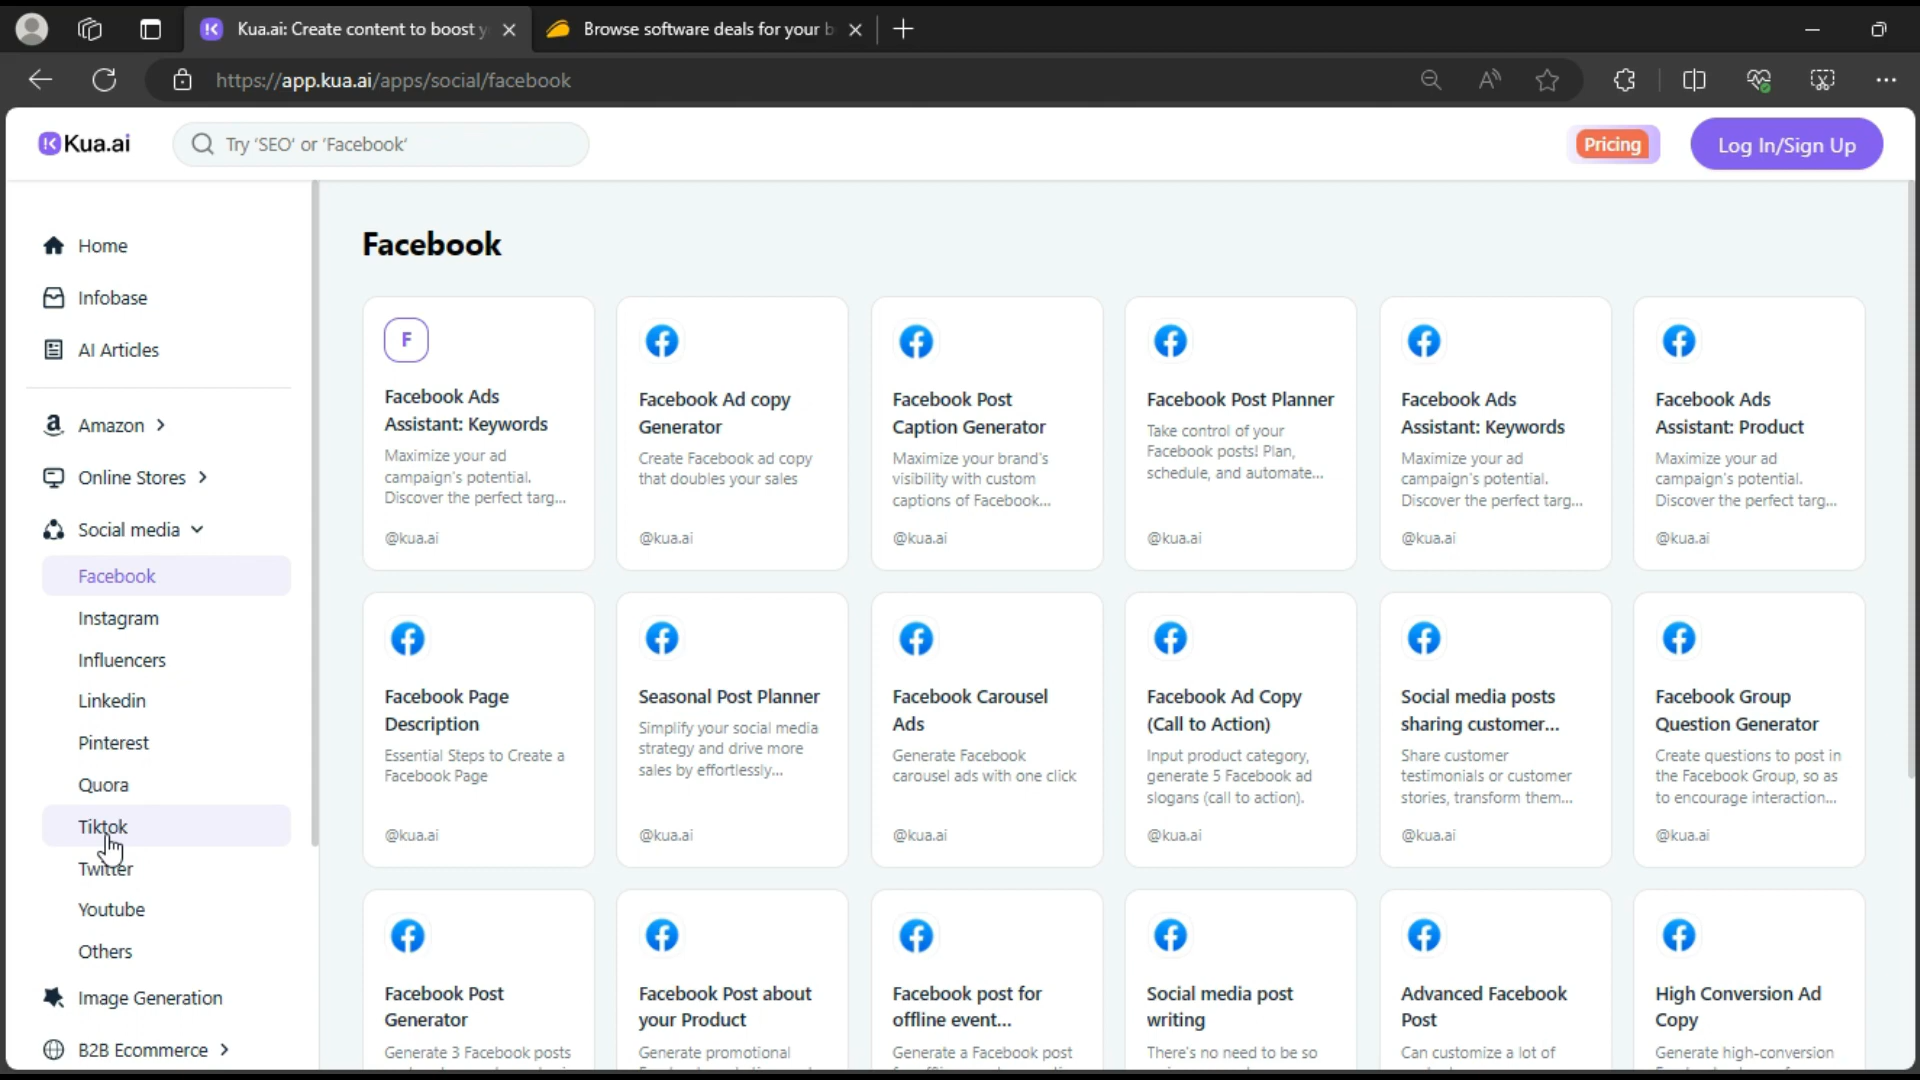 Kua.ai: Create content to boost y
Browse software deals for your b
https://app.kua.ai/apps/social/facebook
Kua.ai
Try 'SEO' or 'Facebook'
Pricing
Log In/Sign Up
Home
Infobase
AI Articles
Amazon
Online Stores
Social media
Facebook
Instagram
Influencers
Linkedin
Pinterest
Quora
Tiktok
Twitter
Youtube
Others
Image Generation
B2B Ecommerce
Facebook
F
Facebook Ads
Assistant: Keywords
Maximize your ad
campaign's potential.
Discover the perfect targ...
@kua.ai
Facebook Ad copy
Generator
Create Facebook ad copy
that doubles your sales
@kua.ai
Facebook Post
Caption Generator
Maximize your brand's
visibility with custom
captions of Facebook...
@kua.ai
Facebook Post Planner
Take control of your
Facebook posts! Plan,
schedule, and automate...
@kua.ai
Facebook Ads
Assistant: Keywords
Maximize your ad
campaign's potential.
Discover the perfect targ...
@kua.ai
Facebook Ads
Assistant: Product
Maximize your ad
campaign's potential.
Discover the perfect targ...
@kua.ai
Facebook Page
Description
Essential Steps to Create a
Facebook Page
@kua.ai
Seasonal Post Planner
Simplify your social media
strategy and drive more
sales by effortlessly...
@kua.ai
Facebook Carousel
Ads
Generate Facebook
carousel ads with one click
@kua.ai
Facebook Ad Copy
(Call to Action)
Input product category,
generate 5 Facebook ad
slogans (call to action).
@kua.ai
Social media posts
sharing customer...
Share customer
testimonials or customer
stories, transform them...
@kua.ai
Facebook Group
Question Generator
Create questions to post in
the Facebook Group, so as
to encourage interaction...
@kua.ai
Facebook Post
Generator
Generate 3 Facebook posts
Facebook Post about
your Product
Generate promotional
Facebook post for
offline event...
Generate a Facebook post
Social media post
writing
There's no need to be so
Advanced Facebook
Post
Can customize a lot of
High Conversion Ad
Copy
Generate high-conversion